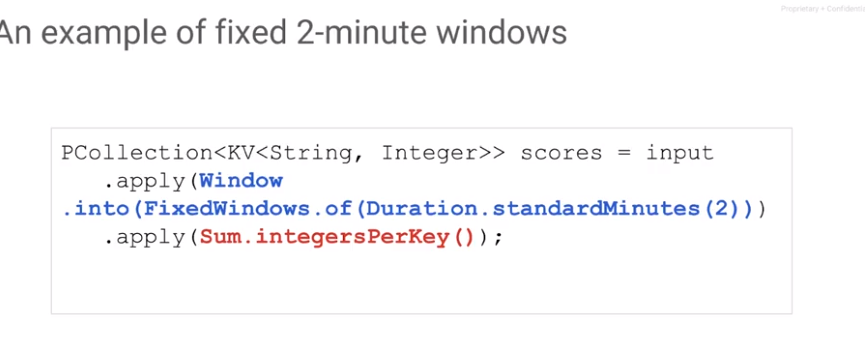 Proprietary + Confidential
An example of fixed 2-minute windows
PCollection<KV<String, Integer>> scores = input
.apply(Window
.into(FixedWindows.of(Duration.standardMinutes(2)))
.apply(Sum.integersPerKey());